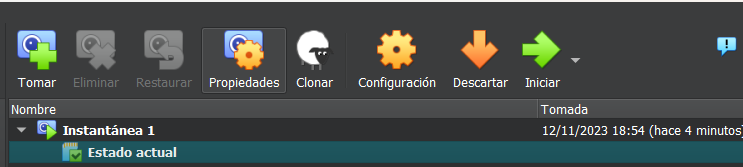 Tomar Eliminar Restaurar Propiedades Clonar Configuración Descartar Iniciar
Nombre Tomada
Instantánea 1 12/11/2023 18:54 (hace 4 minutos)
Estado actual